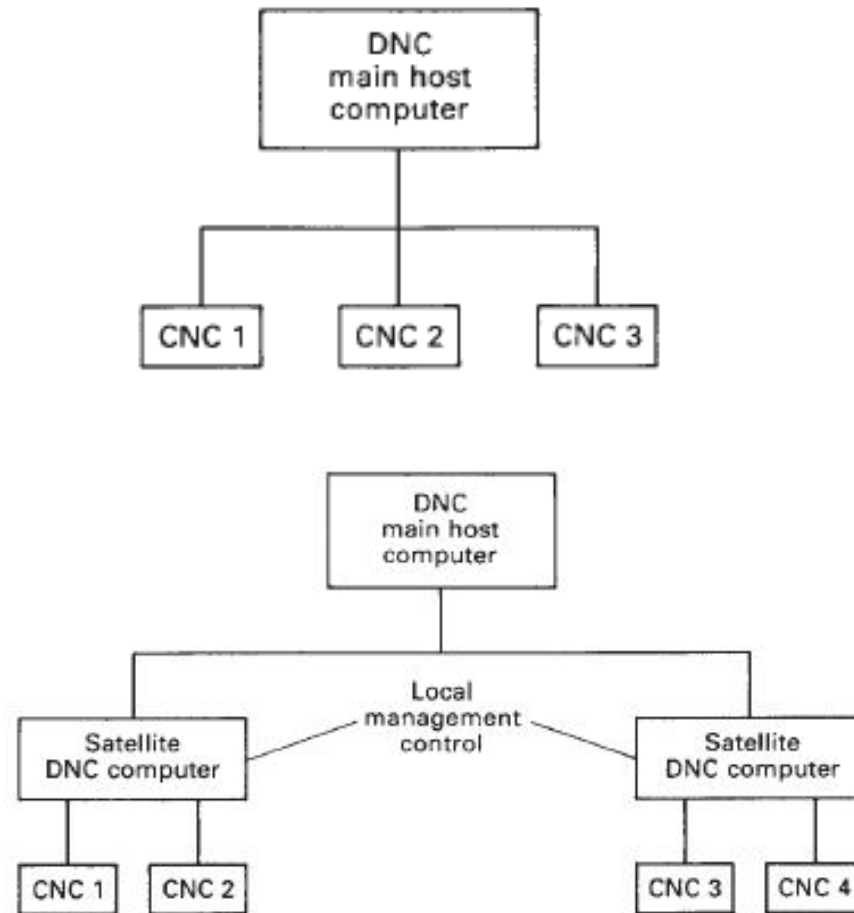 DNC
main host
computer
CNC 1
CNC 2
CNC 3
DNC
main host
computer
Local
management
control
Satellite
DNC computer
Satellite
DNC computer
CNC 1
CNC 2
CNC 3
CNC 4